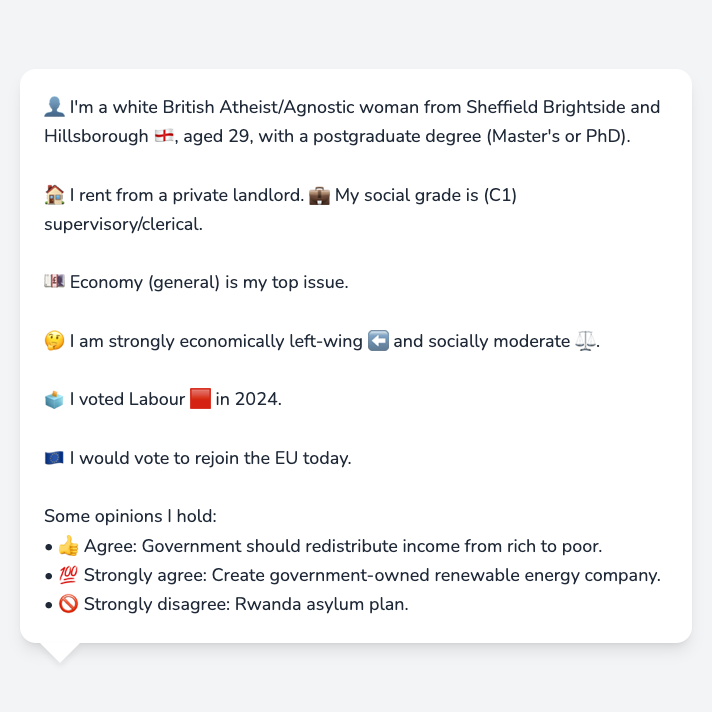 👤 I'm a white British Atheist/Agnostic woman from Sheffield Brightside and
Hillsborough 🏴󠁧󠁢󠁥󠁮󠁧󠁿, aged 29, with a postgraduate degree (Master's or PhD).
🏠 I rent from a private landlord. 💼 My social grade is (C1)
supervisory/clerical.
💷 Economy (general) is my top issue.
🤔 I am strongly economically left-wing ⬅️ and socially moderate ⚖️.
🗳️ I voted Labour 🟥 in 2024.
🇪🇺 I would vote to rejoin the EU today.
Some opinions I hold:
• 👍 Agree: Government should redistribute income from rich to poor.
• 💯 Strongly agree: Create government-owned renewable energy company.
• 🚫 Strongly disagree: Rwanda asylum plan.